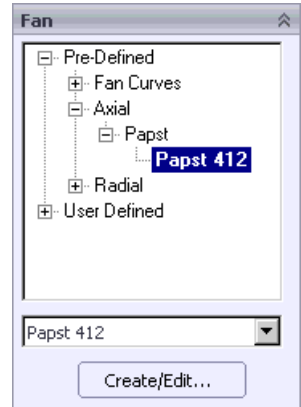 Fan
Pre-Defined
Fan Curves
Axial
Papst
Papst 412
Radial
User Defined
Papst 412
Create/Edit...